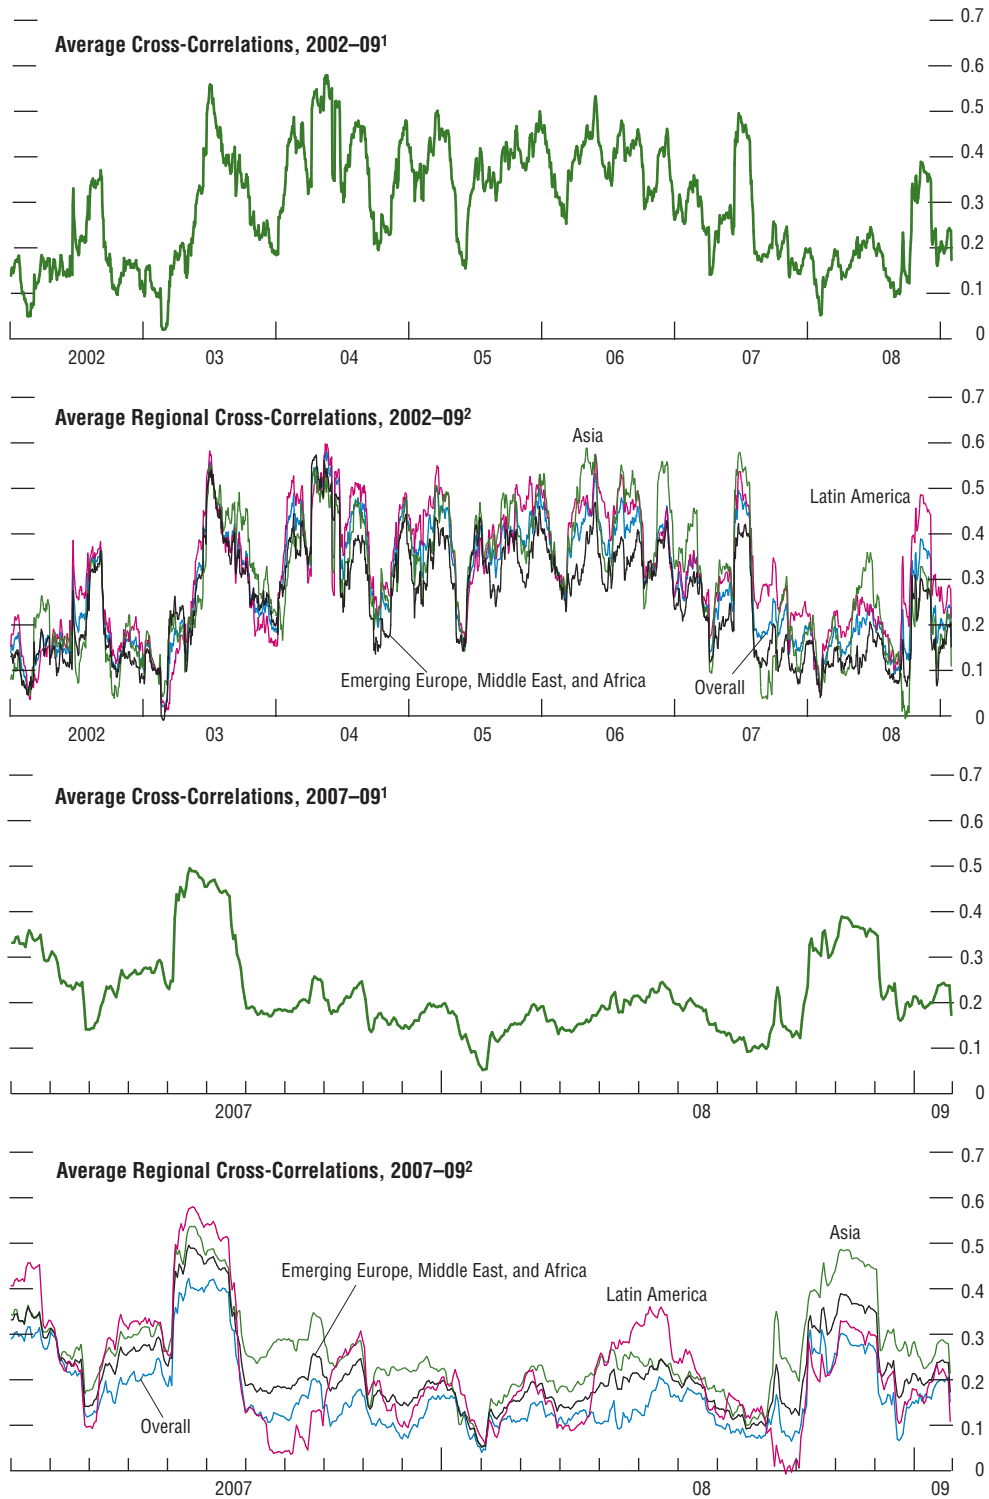 Average Cross-Correlations, 2002–09¹
0.7
0.6
0.5
0.4
0.3
0.2
0.1
0
2002 03 04 05 06 07 08
Average Regional Cross-Correlations, 2002–09²
0.7
0.6
0.5
0.4
0.3
0.2
0.1
0
Asia
Latin America
Emerging Europe, Middle East, and Africa
Overall
2002 03 04 05 06 07 08
Average Cross-Correlations, 2007–09¹
0.7
0.6
0.5
0.4
0.3
0.2
0.1
0
2007 08 09
Average Regional Cross-Correlations, 2007–09²
0.7
0.6
0.5
0.4
0.3
0.2
0.1
0
Asia
Emerging Europe, Middle East, and Africa
Latin America
Overall
2007 08 09